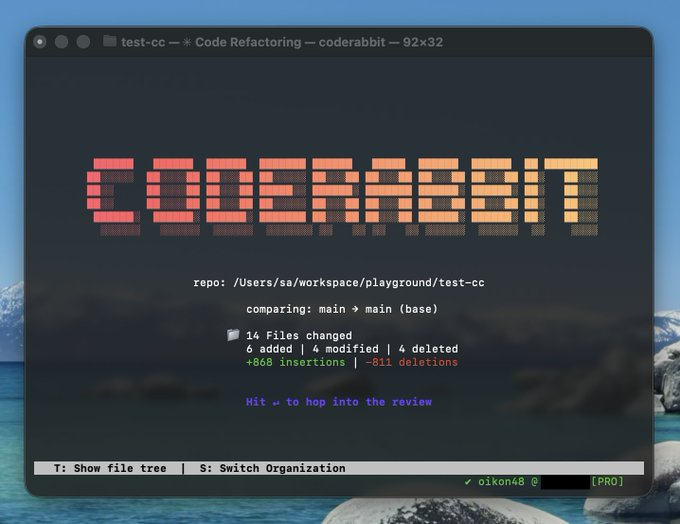 test-cc — ✳ Code Refactoring — coderabbit — 92×32
CODERABBIT
repo: /Users/sa/workspace/playground/test-cc
comparing: main → main (base)
14 Files changed
6 added | 4 modified | 4 deleted
+868 insertions | −811 deletions
Hit ↵ to hop into the review
T: Show file tree | S: Switch Organization
✔ oikon48 @ [PRO]